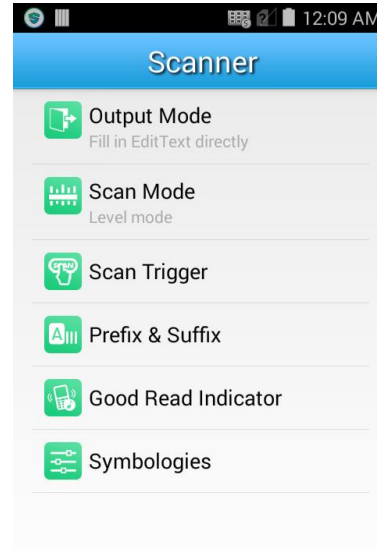 12:09 AM
Scanner
Output Mode
Fill in EditText directly
Scan Mode
Level mode
SCAN
Scan Trigger
A
Prefix & Suffix
Good Read Indicator
Symbologies